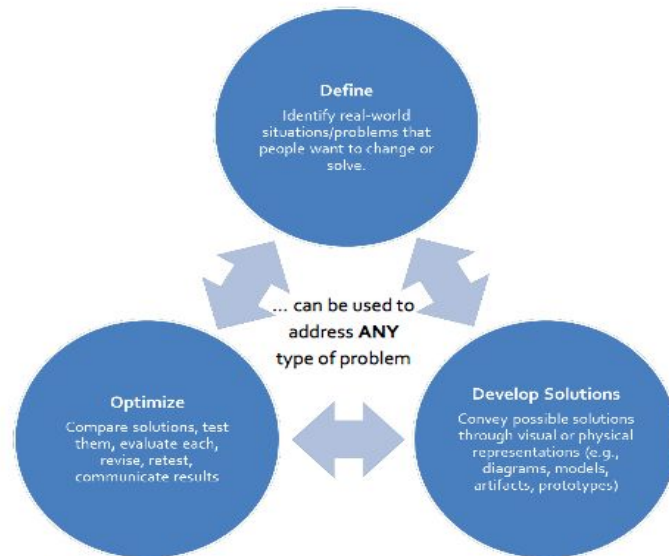 Define
Identify real-world
situations/problems that
people want to change or
solve.
... can be used to
address ANY
type of problem
Optimize
Compare solutions, test
them, evaluate each,
revise, retest,
communicate results
Develop Solutions
Convey possible solutions
through visual or physical
representations (e.g.,
diagrams, models,
artifacts, prototypes)